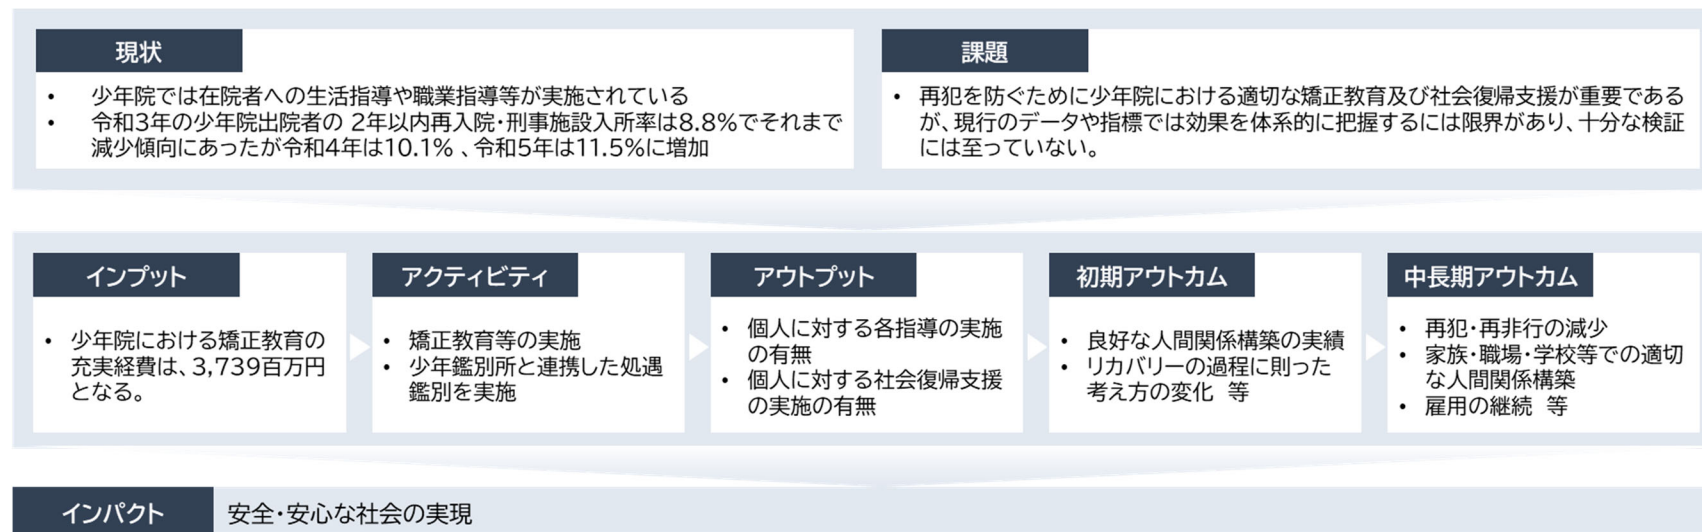 現状
• 少年院では在院者への生活指導や職業指導等が実施されている
• 令和3年の少年院出院者の 2年以内再入院・刑事施設入所率は8.8%でそれまで
減少傾向にあったが令和4年は10.1% 、令和5年は11.5%に増加
課題
• 再犯を防ぐために少年院における適切な矯正教育及び社会復帰支援が重要である
が、現行のデータや指標では効果を体系的に把握するには限界があり、十分な検証
には至っていない。
インプット
• 少年院における矯正教育の
充実経費は、3,739百万円
となる。
アクティビティ
• 矯正教育等の実施
• 少年鑑別所と連携した処遇
鑑別を実施
アウトプット
• 個人に対する各指導の実施
の有無
• 個人に対する社会復帰支援
の実施の有無
初期アウトカム
• 良好な人間関係構築の実績
• リカバリーの過程に則った
考え方の変化 等
中長期アウトカム
• 再犯・再非行の減少
• 家族・職場・学校等での適切
な人間関係構築
• 雇用の継続 等
インパクト
安全・安心な社会の実現